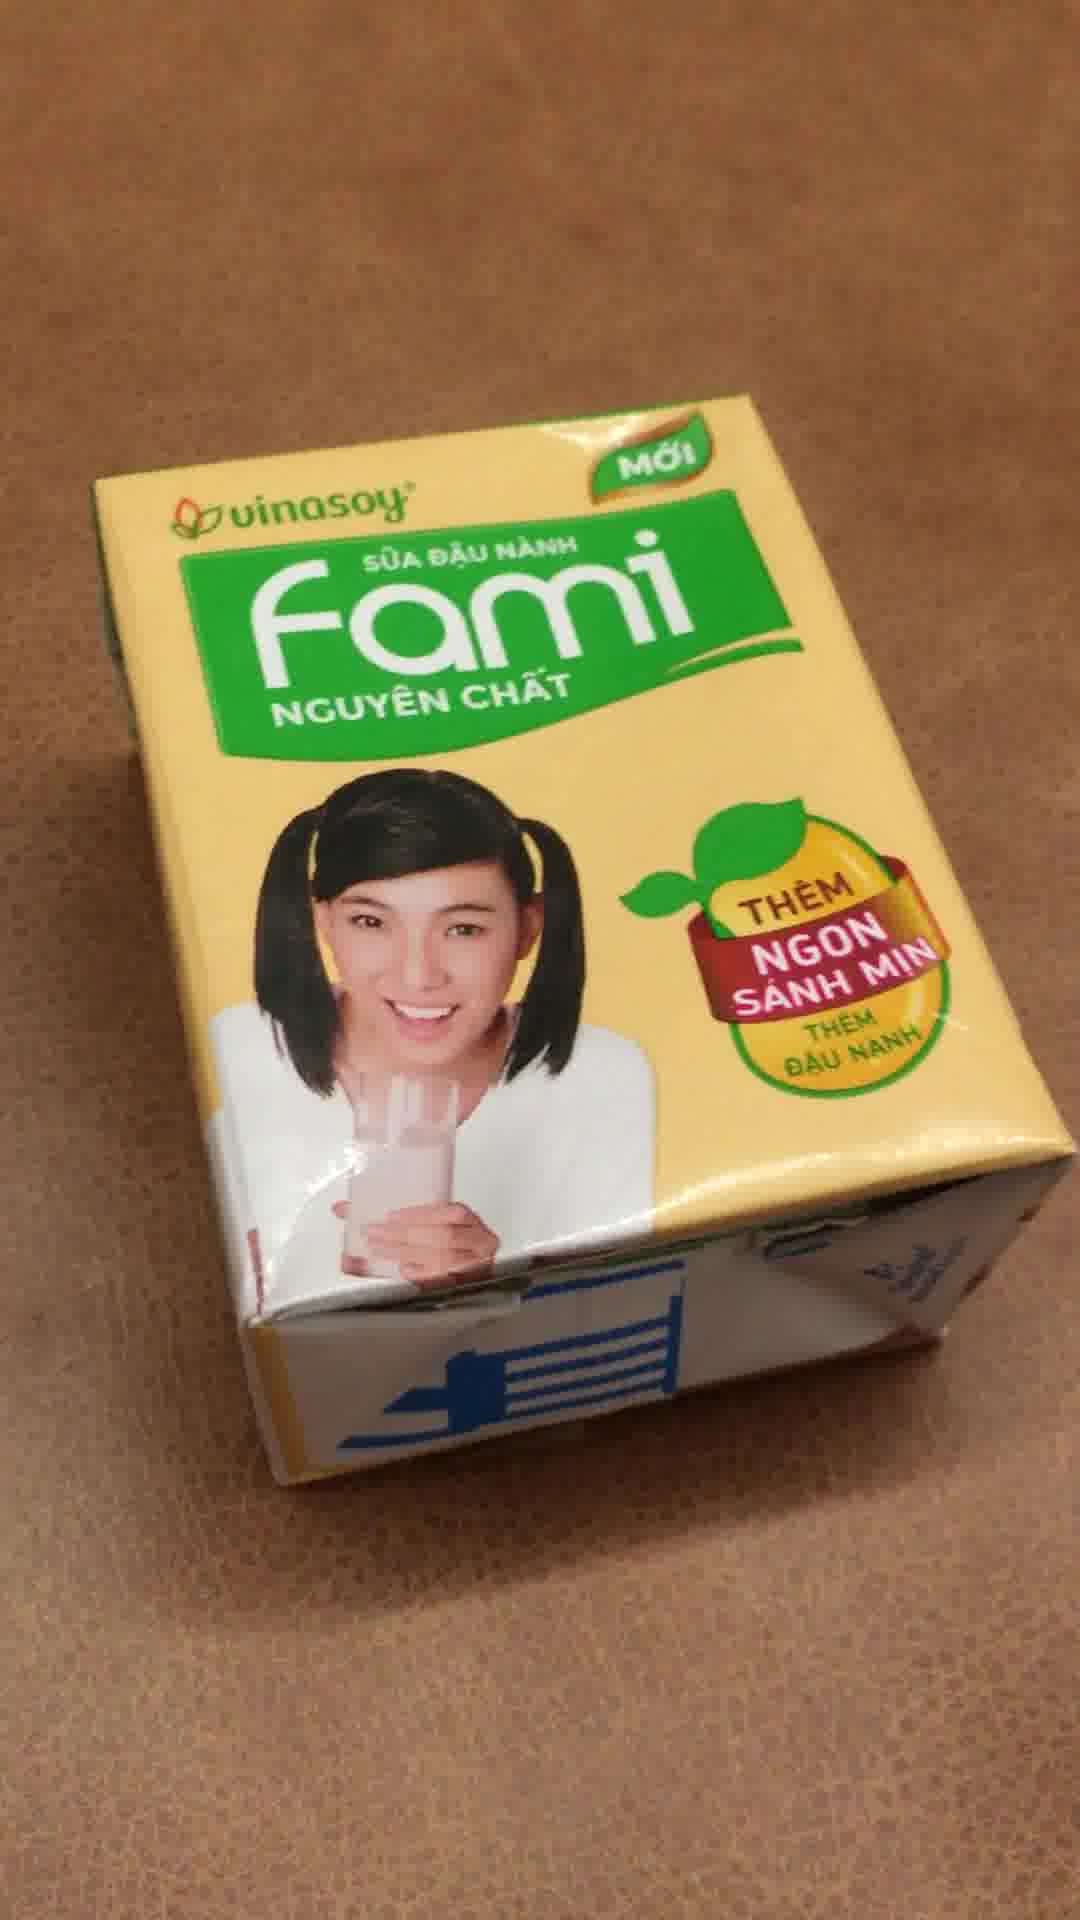 vinasoy
MỚI
SỮA ĐẬU NÀNH
Fami
NGUYÊN CHẤT
THÊM
NGON
SÁNH MỊN
THÊM
ĐẬU NÀNH